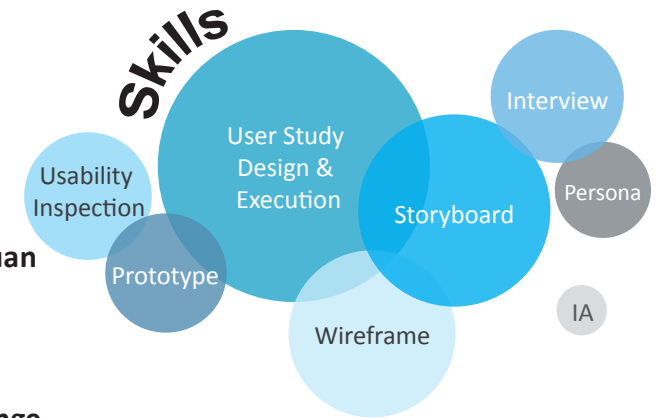 Skills
User Study
Design &
Execution
Interview
Usability
Inspection
Storyboard
Persona
Prototype
Wireframe
IA